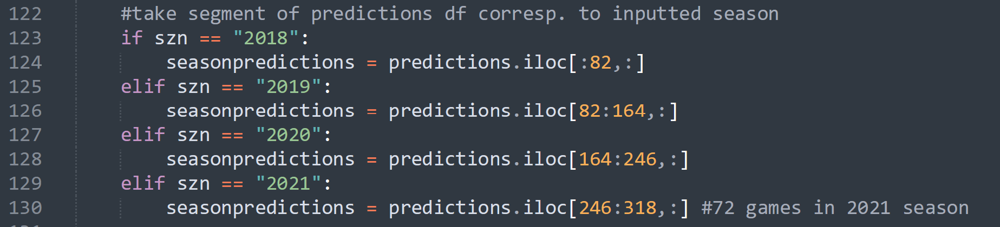 122 #take segment of predictions df corresp. to inputted season
123 if szn == "2018":
124 seasonpredictions = predictions.iloc[:82,:]
125 elif szn == "2019":
126 seasonpredictions = predictions.iloc[82:164,:]
127 elif szn == "2020":
128 seasonpredictions = predictions.iloc[164:246,:]
129 elif szn == "2021":
130 seasonpredictions = predictions.iloc[246:318,:] #72 games in 2021 season